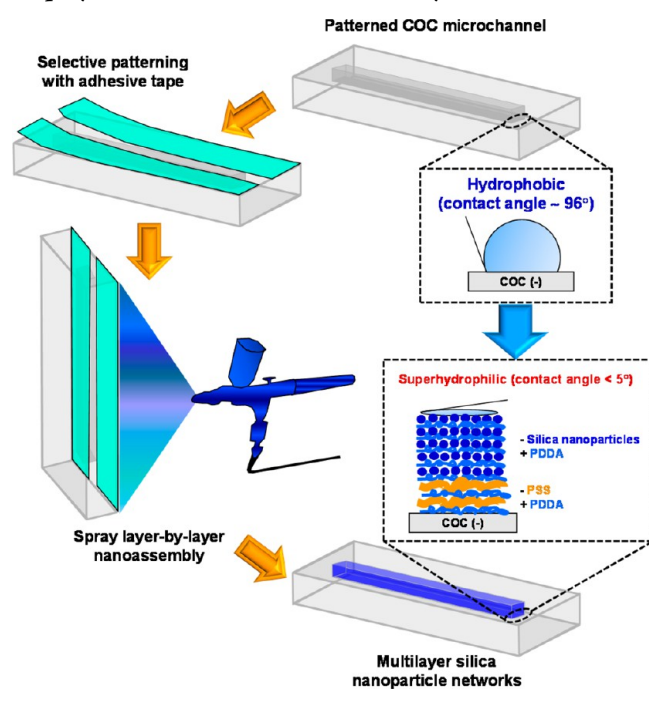 Patterned COC microchannel
Selective patterning
with adhesive tape
Hydrophobic
(contact angle ~ 96°)
COC (-)
Superhydrophilic (contact angle < 5°)
- Silica nanoparticles
+ PDDA
- PSS
+ PDDA
COC (-)
Spray layer-by-layer
nanoassembly
Multilayer silica
nanoparticle networks